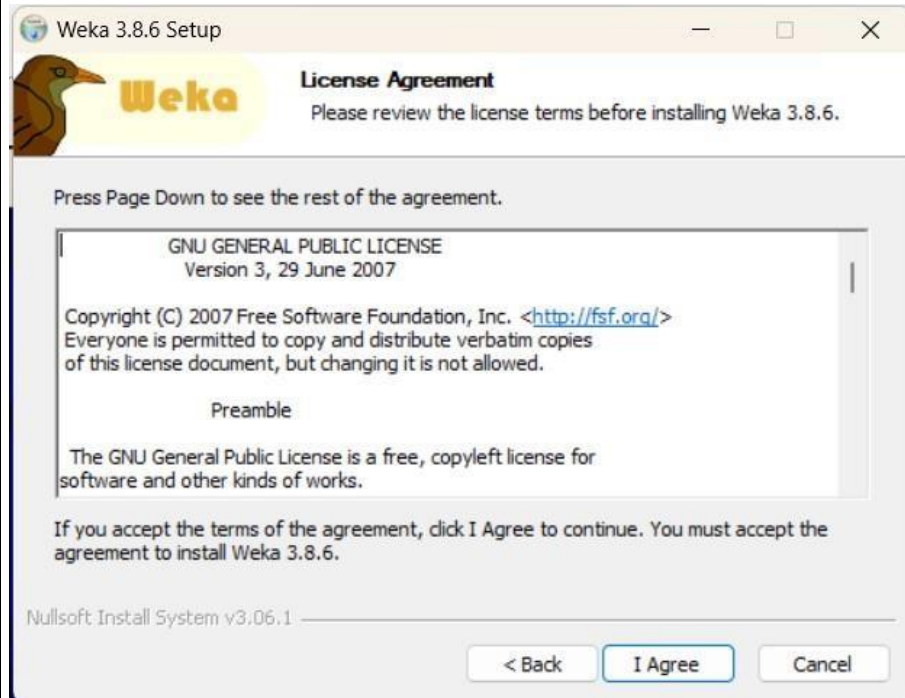 Weka 3.8.6 Setup
Weka
License Agreement
Please review the license terms before installing Weka 3.8.6.
Press Page Down to see the rest of the agreement.
GNU GENERAL PUBLIC LICENSE
Version 3, 29 June 2007
Copyright (C) 2007 Free Software Foundation, Inc. <http://fsf.org/>
Everyone is permitted to copy and distribute verbatim copies
of this license document, but changing it is not allowed.
Preamble
The GNU General Public License is a free, copyleft license for
software and other kinds of works.
If you accept the terms of the agreement, click I Agree to continue. You must accept the
agreement to install Weka 3.8.6.
Nullsoft Install System v3.06.1
< Back I Agree Cancel